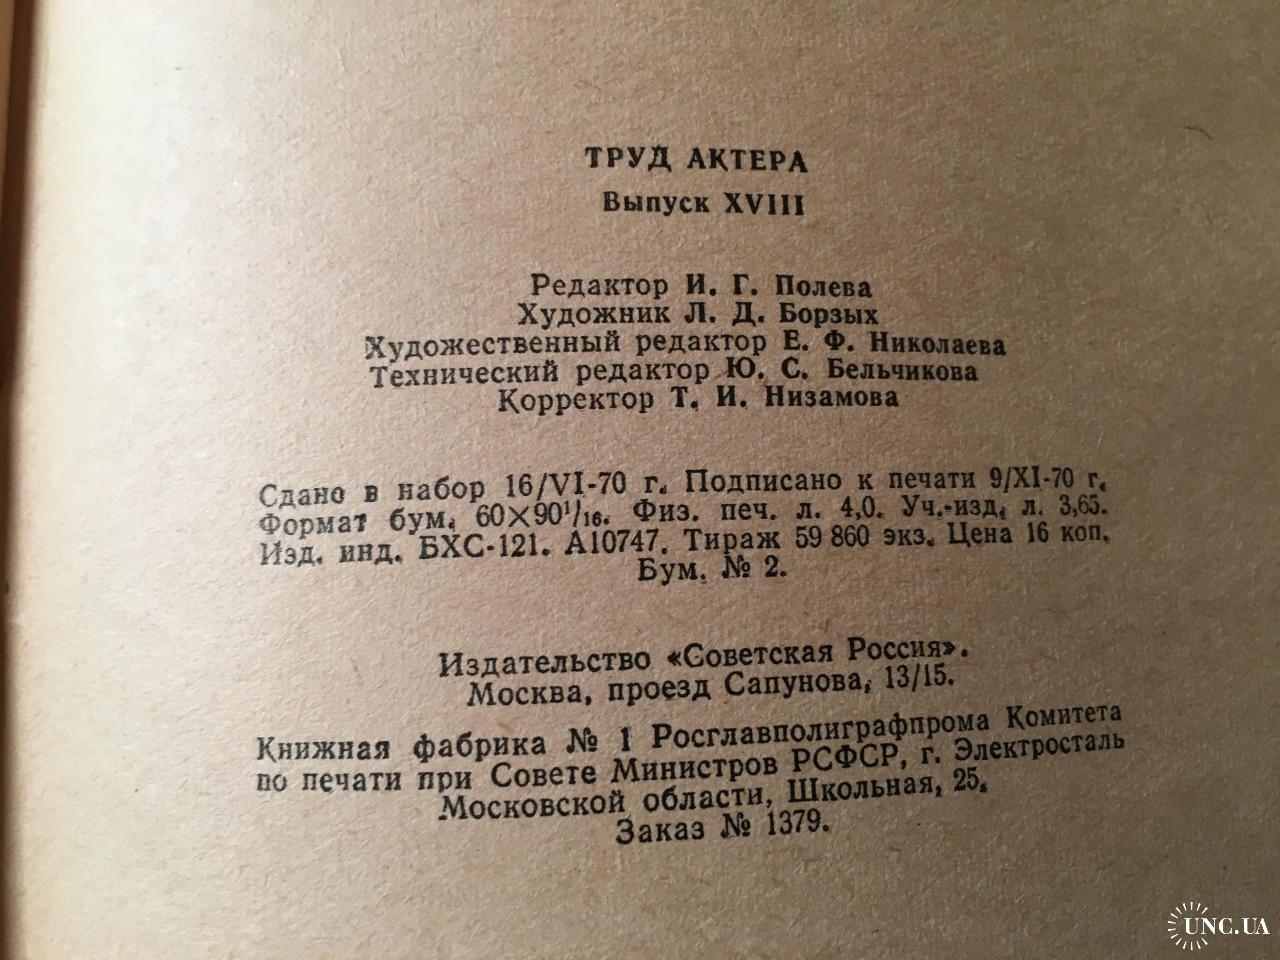 ТРУД АКТЕРА
Выпуск XVIII
Редактор И. Г. Полева
Художник Л. Д. Борзых
Художественный редактор Е. Ф. Николаева
Технический редактор Ю. С. Бельчикова
Корректор Т. И. Низамова
Сдано в набор 16/VI-70 г. Подписано к печати 9/XI-70 г.
Формат бум. 60×90¹/₁₆. Физ. печ. л. 4,0. Уч.-изд. л. 3,65.
Изд. инд. БХС-121. А10747. Тираж 59 860 экз. Цена 16 коп.
Бум. № 2.
Издательство «Советская Россия».
Москва, проезд Сапунова, 13/15.
Книжная фабрика № 1 Росглавполиграфпрома Комитета
по печати при Совете Министров РСФСР, г. Электросталь
Московской области, Школьная, 25.
Заказ № 1379.
UNC.UA